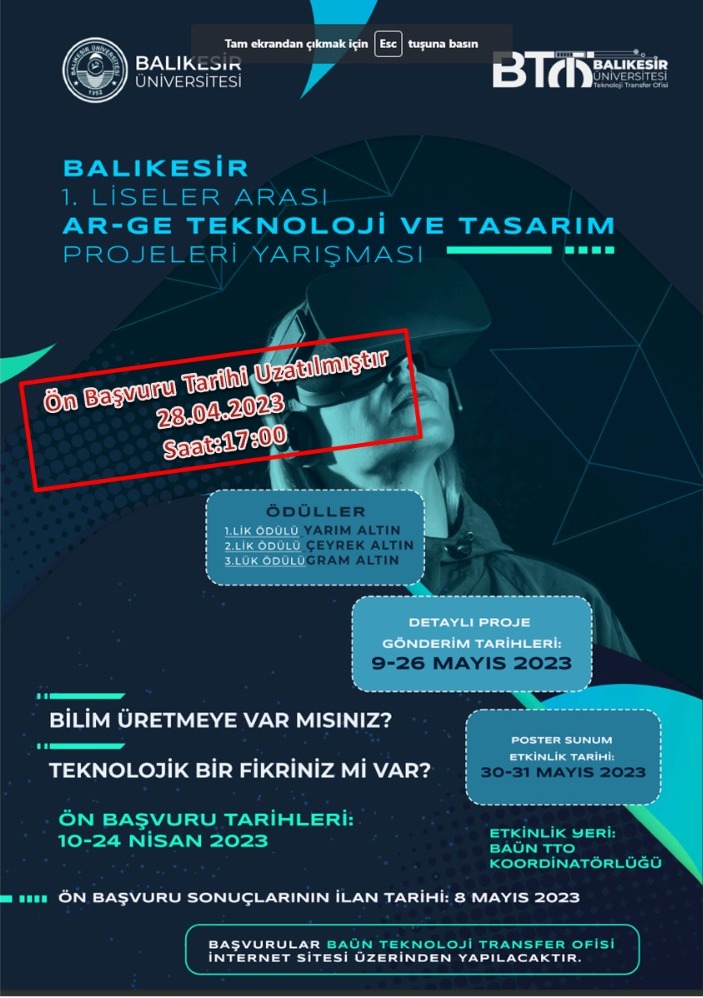 Tam ekrandan çıkmak için Esc tuşuna basın
BALIKESİR ÜNİVERSİTESİ
1992
BALIKESİR
ÜNİVERSİTESİ
BTTO BALIKESİR
ÜNİVERSİTESİ
Teknoloji Transfer Ofisi
BALIKESİR
1. LİSELER ARASI
AR-GE TEKNOLOJİ VE TASARIM
PROJELERİ YARIŞMASI
Ön Başvuru Tarihi Uzatılmıştır
28.04.2023
Saat:17:00
ÖDÜLLER
1.LİK ÖDÜLÜ YARIM ALTIN
2.LİK ÖDÜLÜ ÇEYREK ALTIN
3.LÜK ÖDÜLÜ GRAM ALTIN
DETAYLI PROJE
GÖNDERİM TARİHLERİ:
9-26 MAYIS 2023
BİLİM ÜRETMEYE VAR MISINIZ?
TEKNOLOJİK BİR FİKRİNİZ Mİ VAR?
POSTER SUNUM
ETKİNLİK TARİHİ:
30-31 MAYIS 2023
ÖN BAŞVURU TARİHLERİ:
10-24 NİSAN 2023
ETKİNLİK YERİ:
BAÜN TTO
KOORDİNATÖRLÜĞÜ
ÖN BAŞVURU SONUÇLARININ İLAN TARİHİ: 8 MAYIS 2023
BAŞVURULAR BAÜN TEKNOLOJİ TRANSFER OFİSİ
İNTERNET SİTESİ ÜZERİNDEN YAPILACAKTIR.